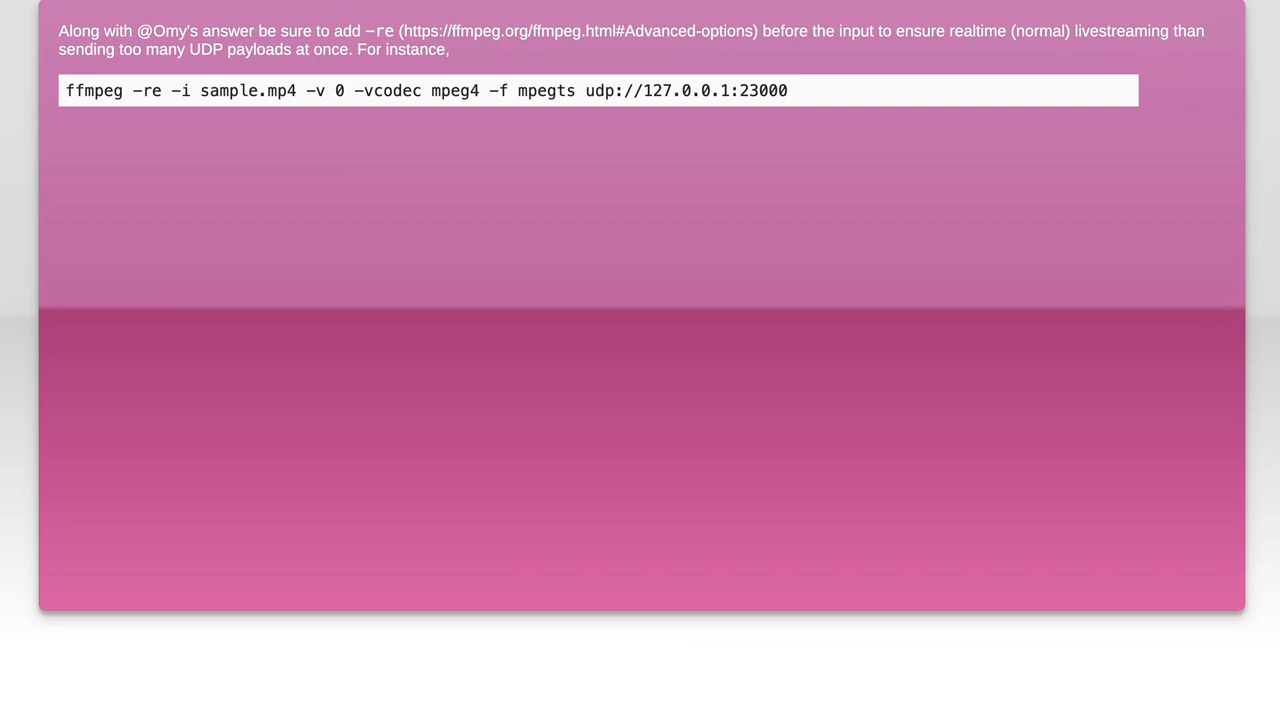 Along with @Omy's answer be sure to add -re (https://ffmpeg.org/ffmpeg.html#Advanced-options) before the input to ensure realtime (normal) livestreaming than
sending too many UDP payloads at once. For instance,
ffmpeg -re -i sample.mp4 -v 0 -vcodec mpeg4 -f mpegts udp://127.0.0.1:23000